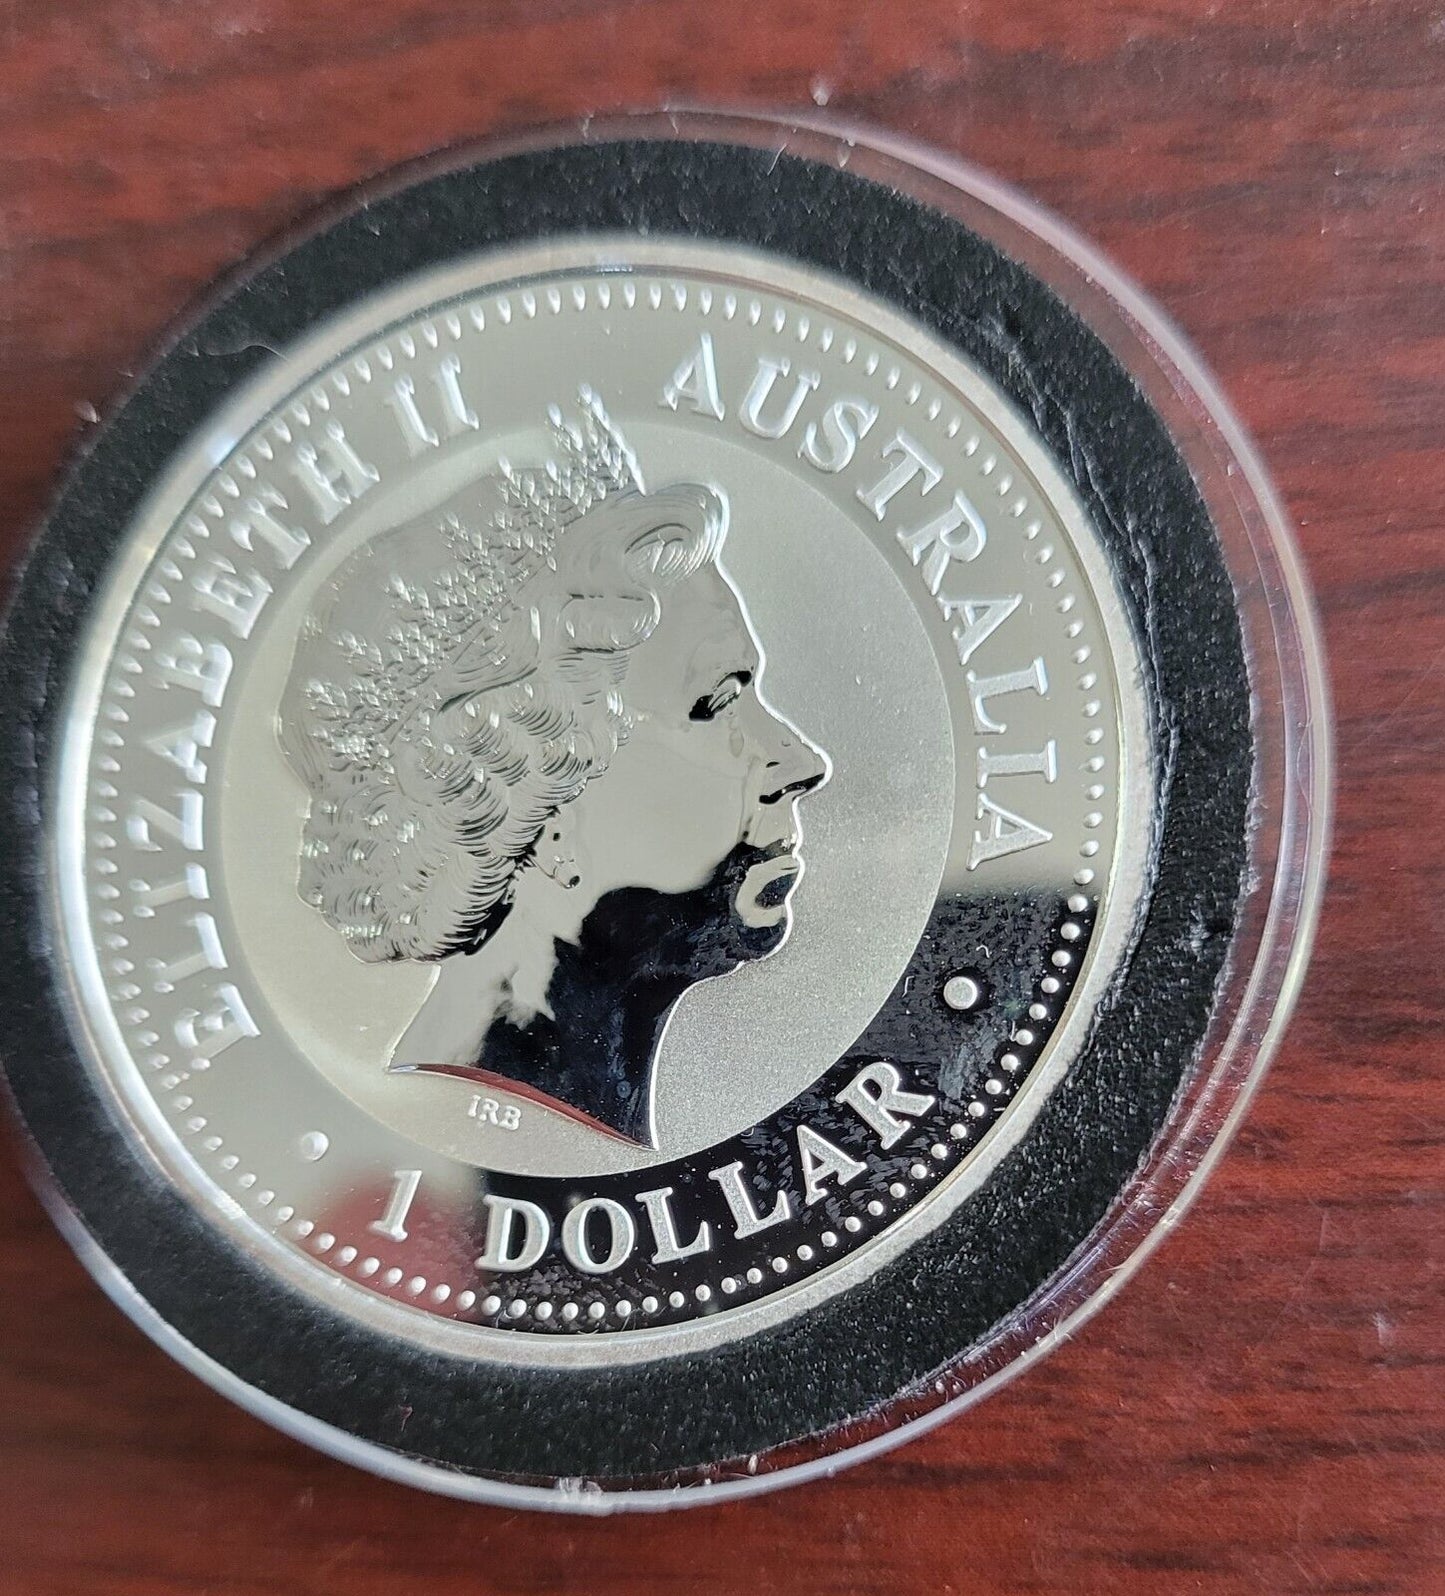 ELIZABETH II
AUSTRALIA
IRB
1 DOLLAR